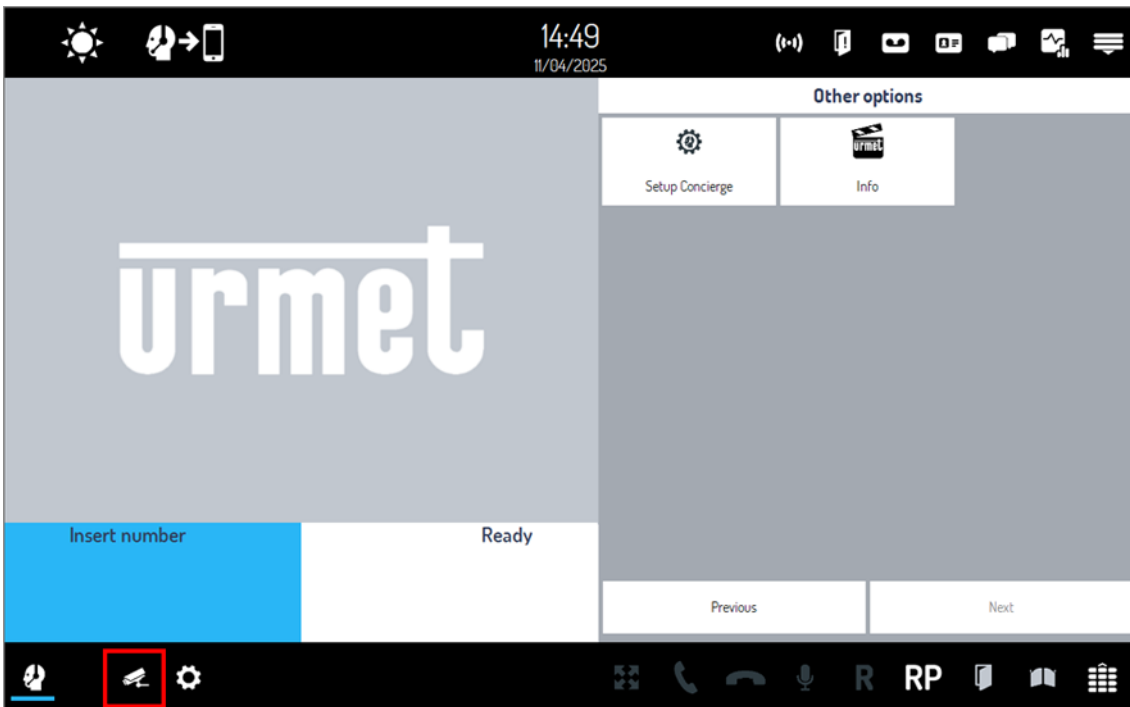 14:49
11/04/2025
Other options
urmet
Setup Concierge
Info
urmet
Insert number
Ready
Previous
Next
R
RP